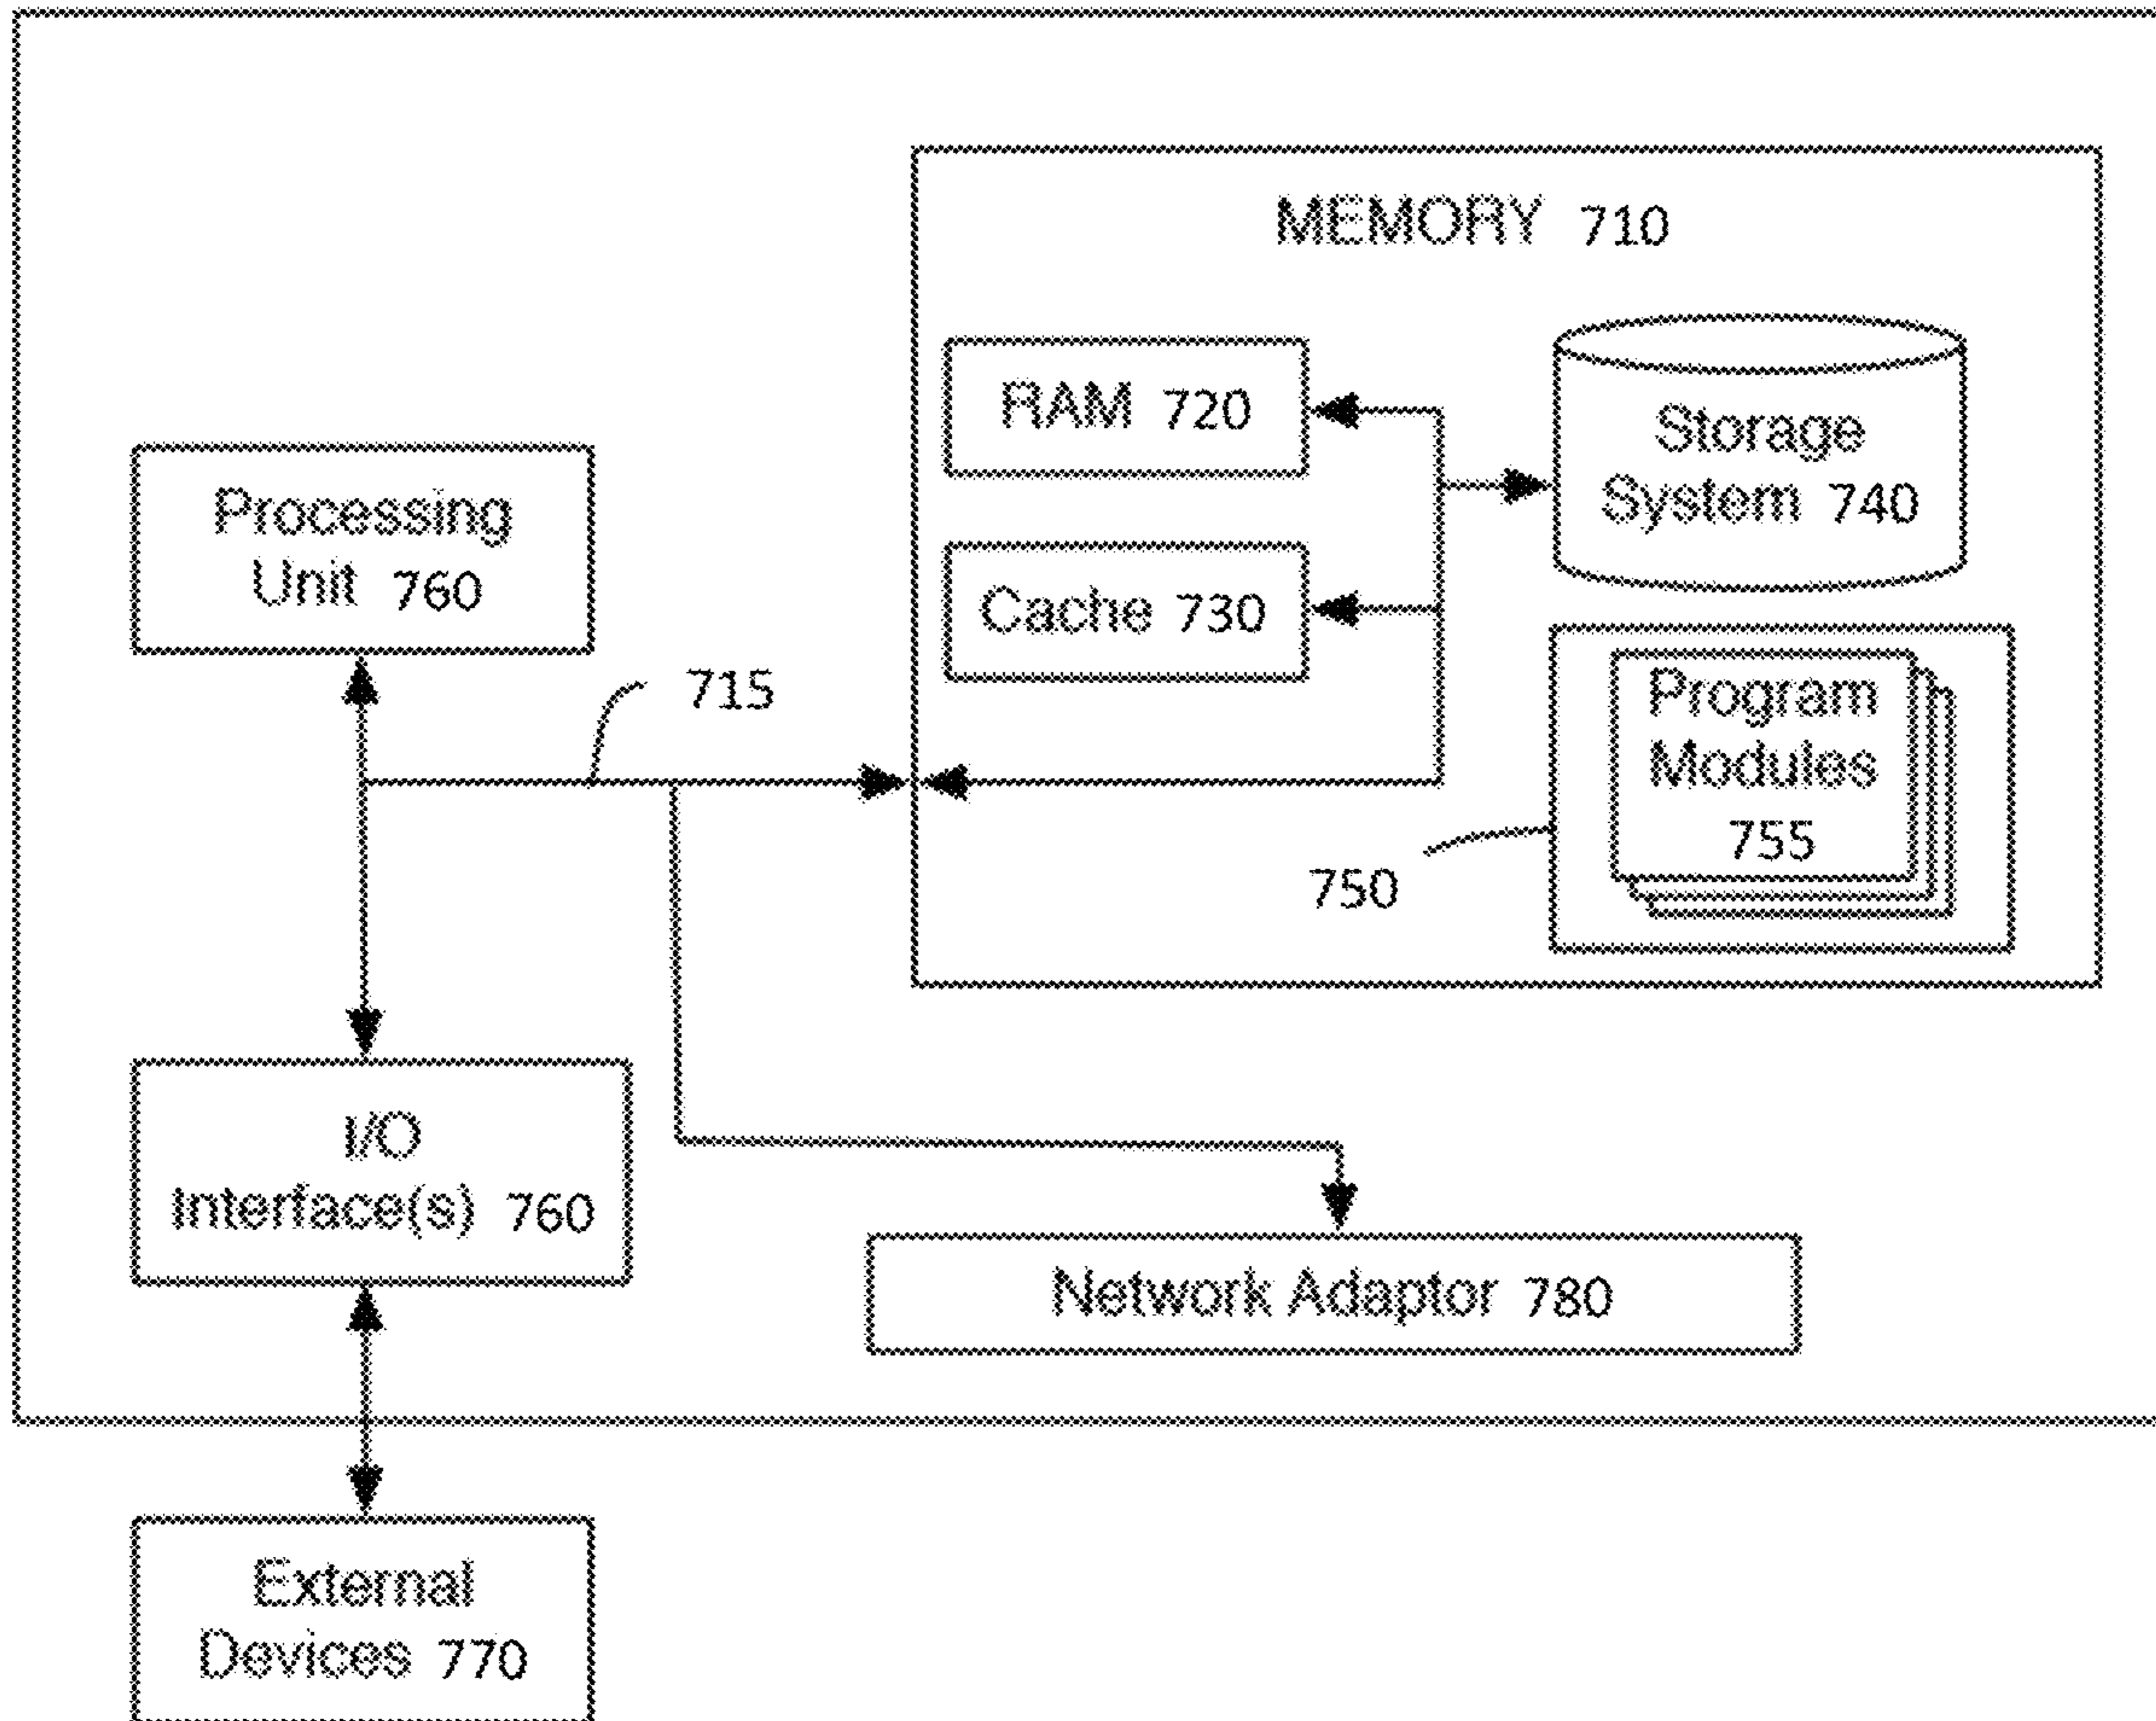 MEMORY 710
RAM 720
Storage
System 740
Processing
Unit 760
Cache 730
715
Program
Modules
755
750
I/O
Interface(s) 760
Network Adaptor 780
External
Devices 770